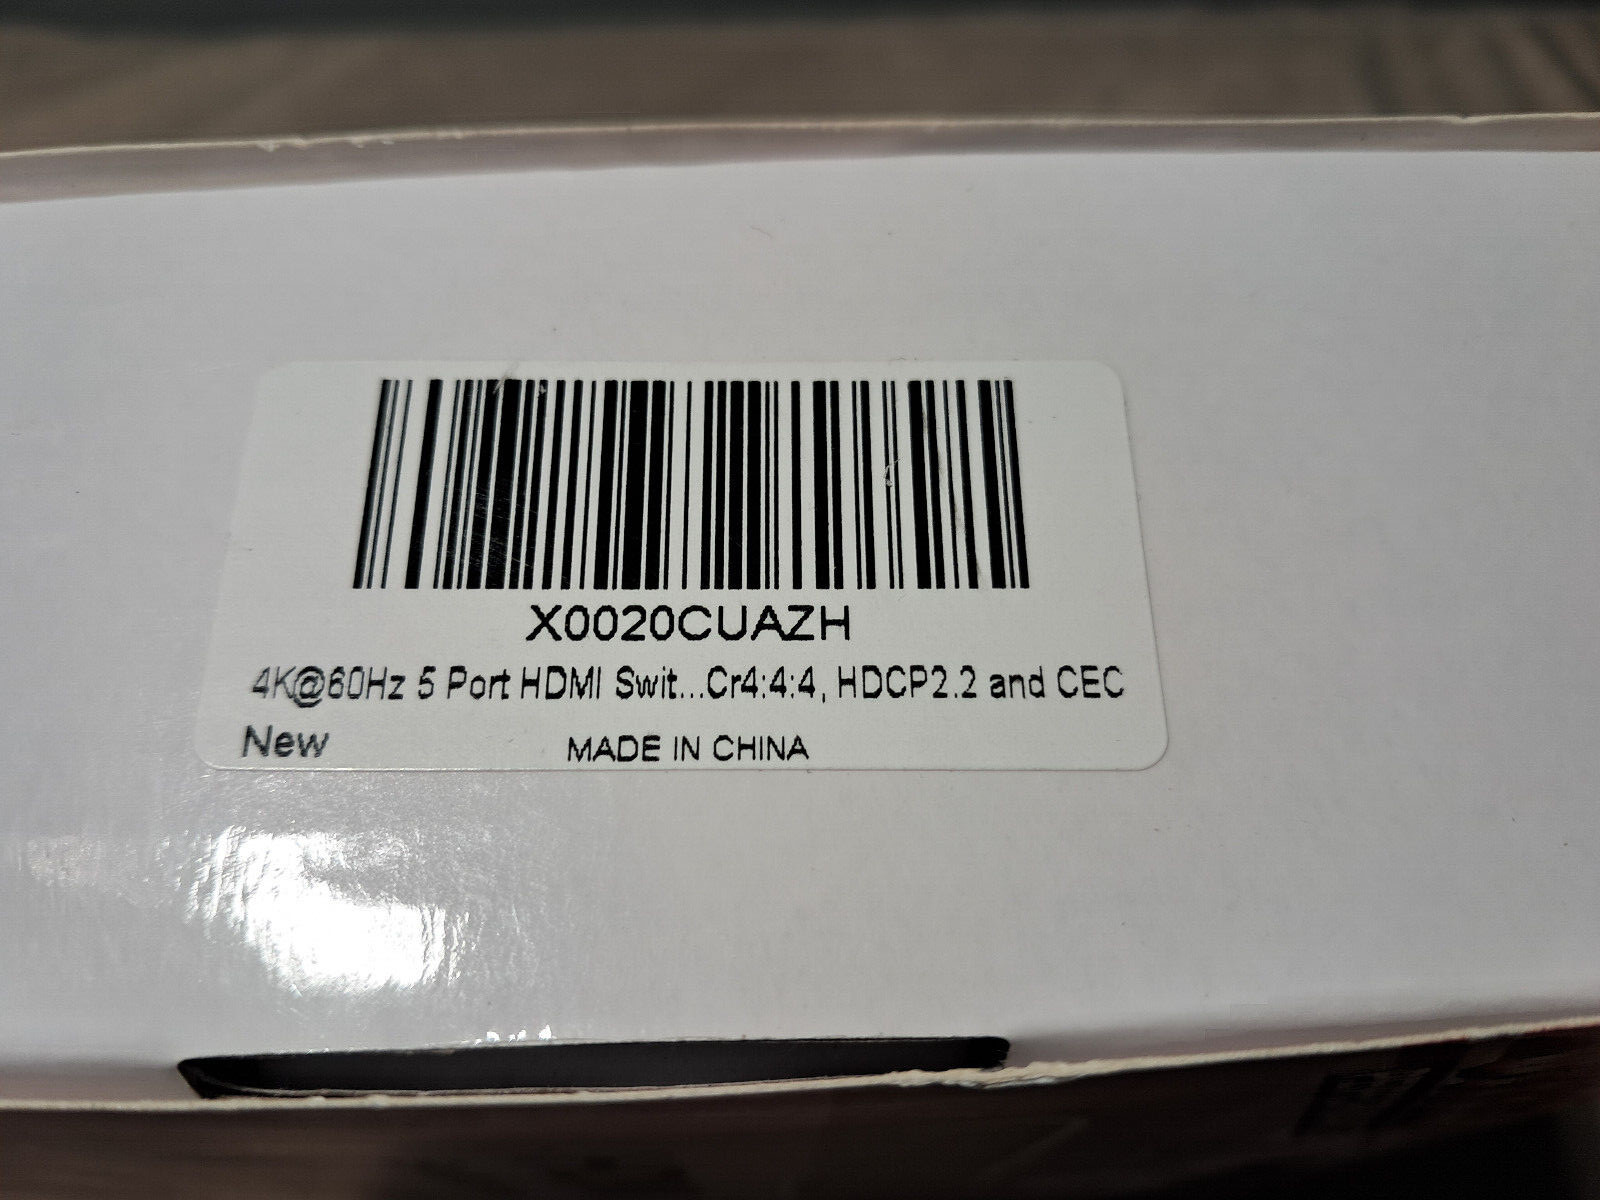 X0020CUAZH
4K@60Hz 5 Port HDMI Swit...Cr4:4:4, HDCP2.2 and CEC
New
MADE IN CHINA